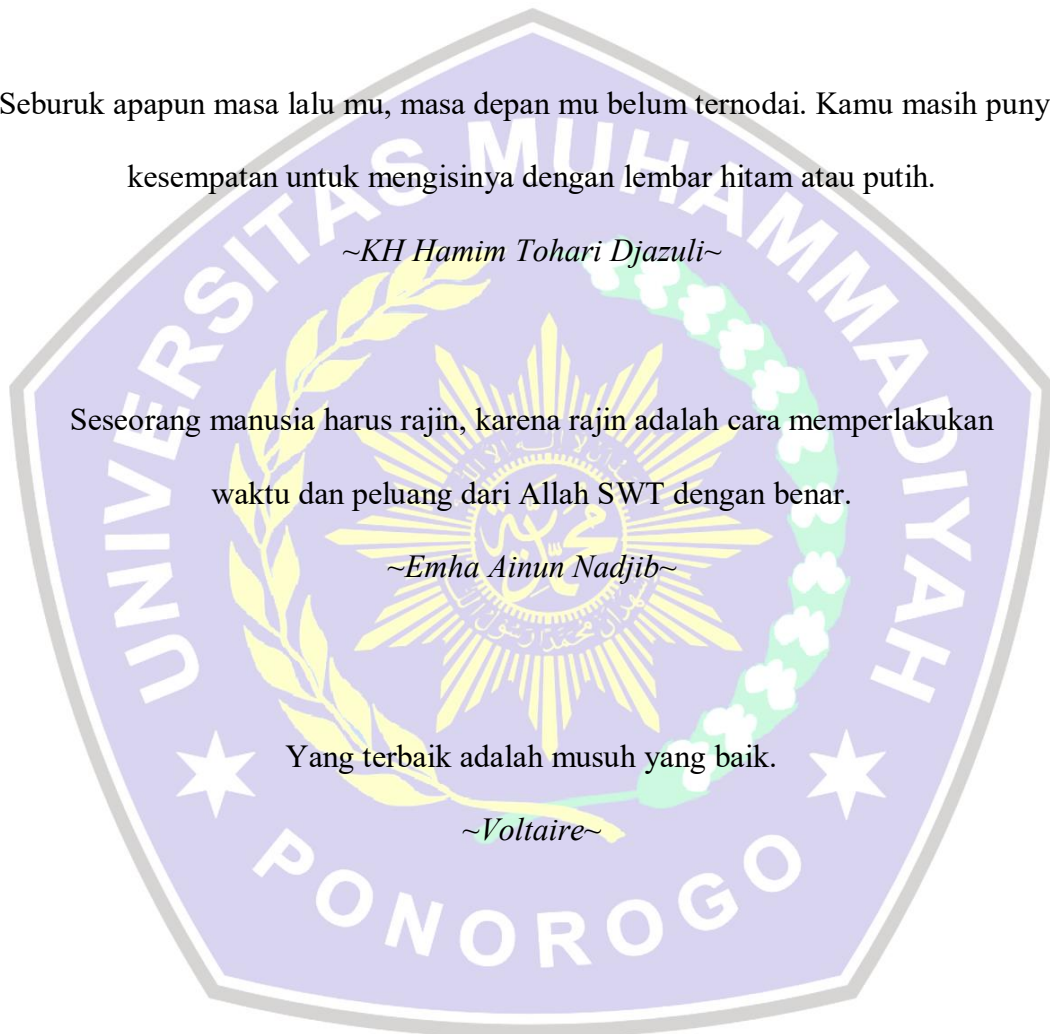 Seburuk apapun masa lalu mu, masa depan mu belum ternodai. Kamu masih puny
kesempatan untuk mengisinya dengan lembar hitam atau putih.
~KH Hamim Tohari Djazuli~
Seseorang manusia harus rajin, karena rajin adalah cara memperlakukan
waktu dan peluang dari Allah SWT dengan benar.
~Emha Ainun Nadjib~
Yang terbaik adalah musuh yang baik.
~Voltaire~
UNIVERSITAS MUHAMMADIYAH
PONOROGO